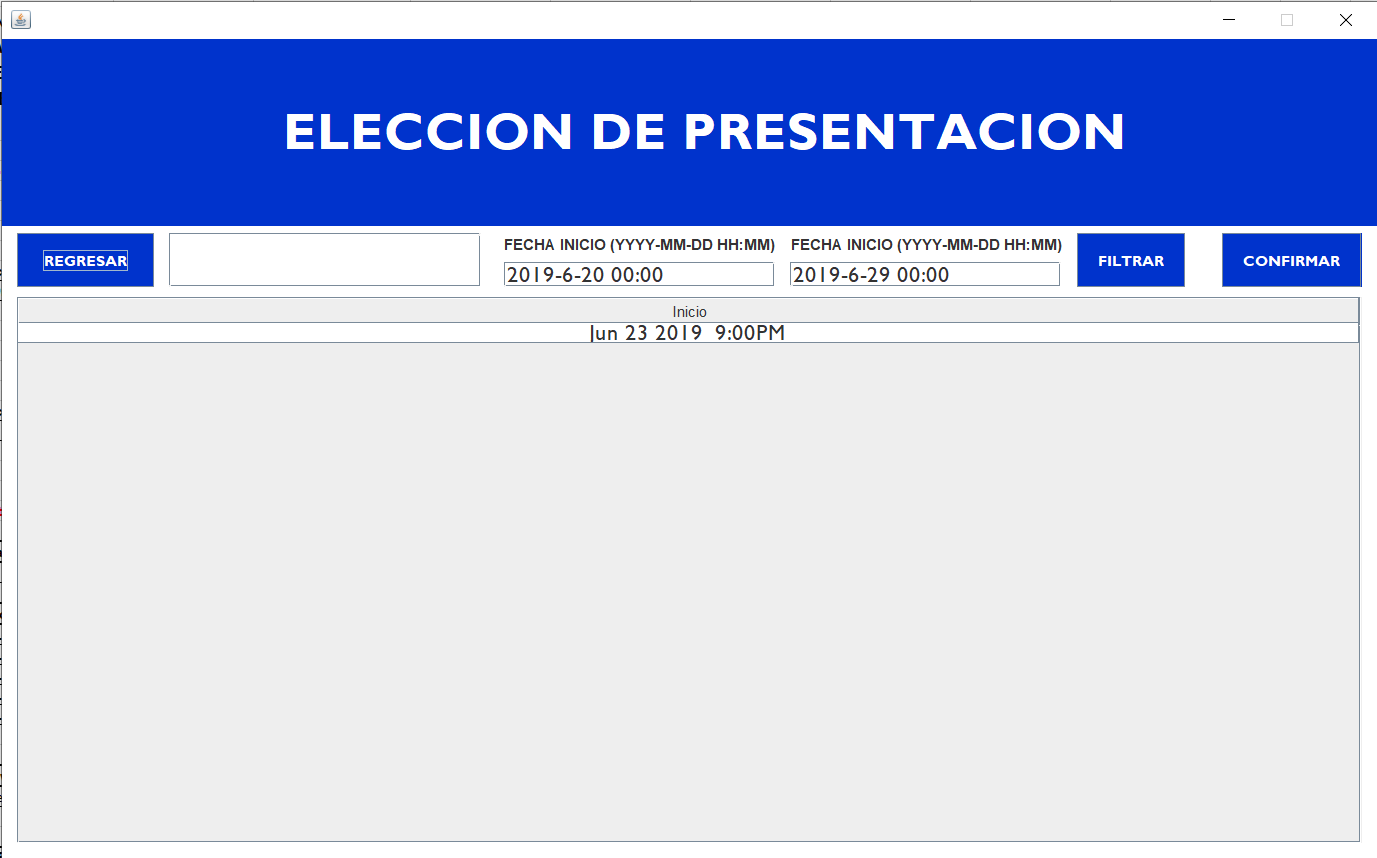 ELECCION DE PRESENTACION
REGRESAR
FECHA INICIO (YYYY-MM-DD HH:MM)
2019-6-20 00:00
FECHA INICIO (YYYY-MM-DD HH:MM)
2019-6-29 00:00
FILTRAR
CONFIRMAR
Inicio
Jun 23 2019  9:00PM